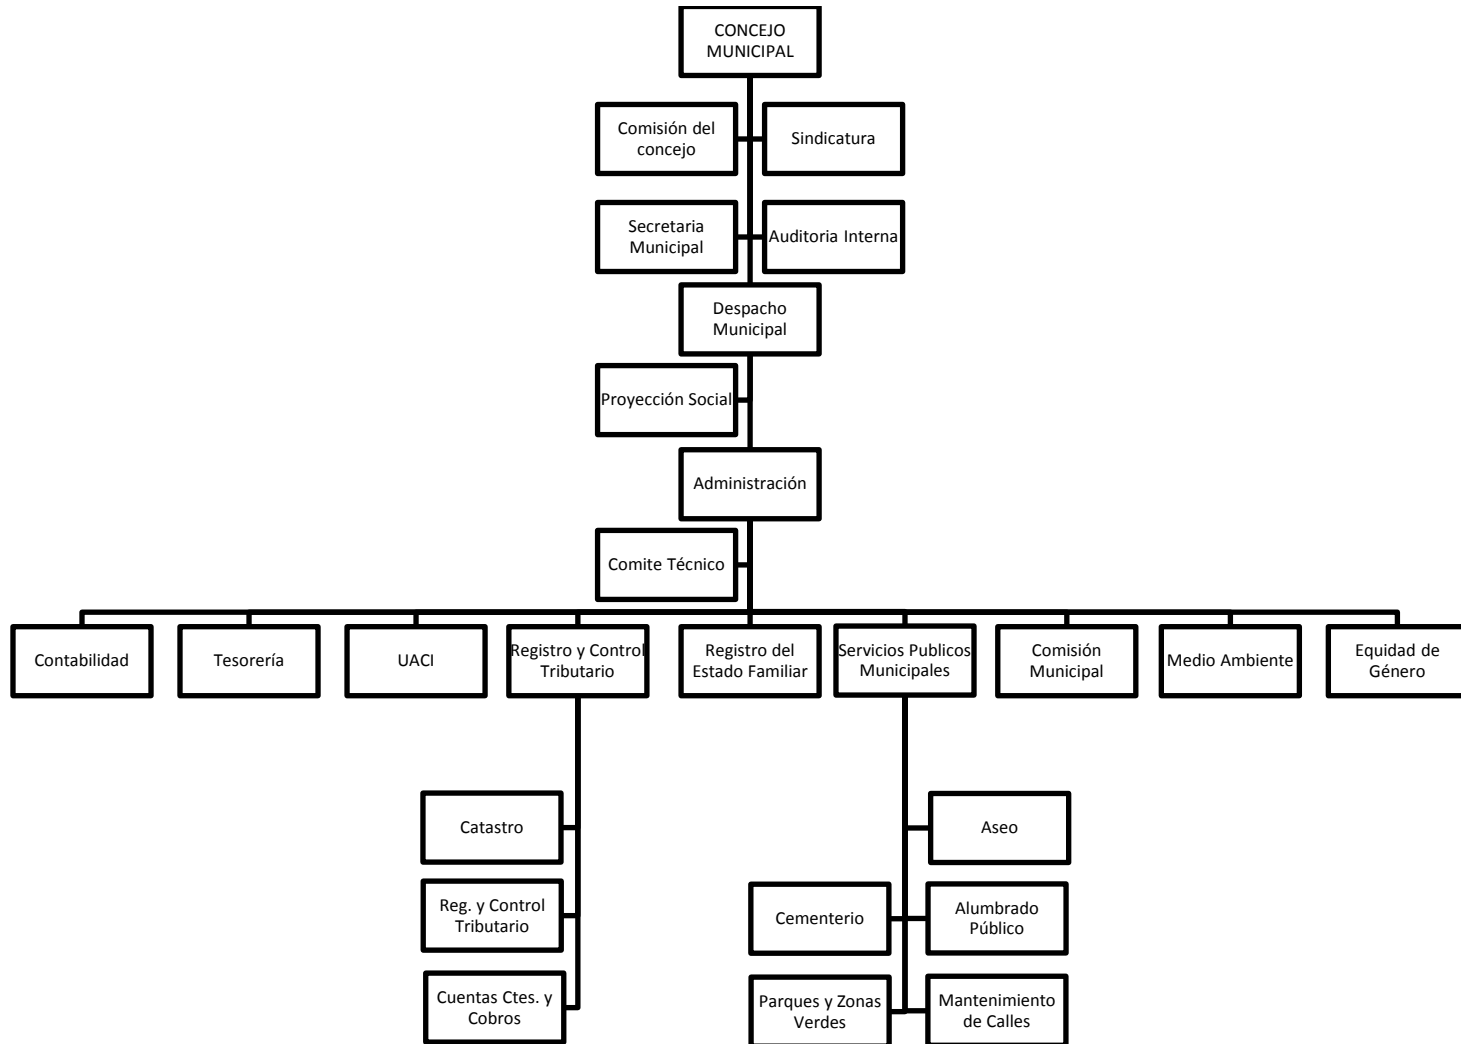 CONCEJO
MUNICIPAL
Comisión del
concejo
Sindicatura
Secretaria
Municipal
Auditoria Interna
Despacho
Municipal
Proyección Social
Administración
Comite Técnico
Contabilidad
Tesorería
UACI
Registro y Control
Tributario
Registro del
Estado Familiar
Servicios Publicos
Municipales
Comisión
Municipal
Medio Ambiente
Equidad de
Género
Catastro
Aseo
Reg. y Control
Tributario
Cementerio
Alumbrado
Público
Cuentas Ctes. y
Cobros
Parques y Zonas
Verdes
Mantenimiento
de Calles